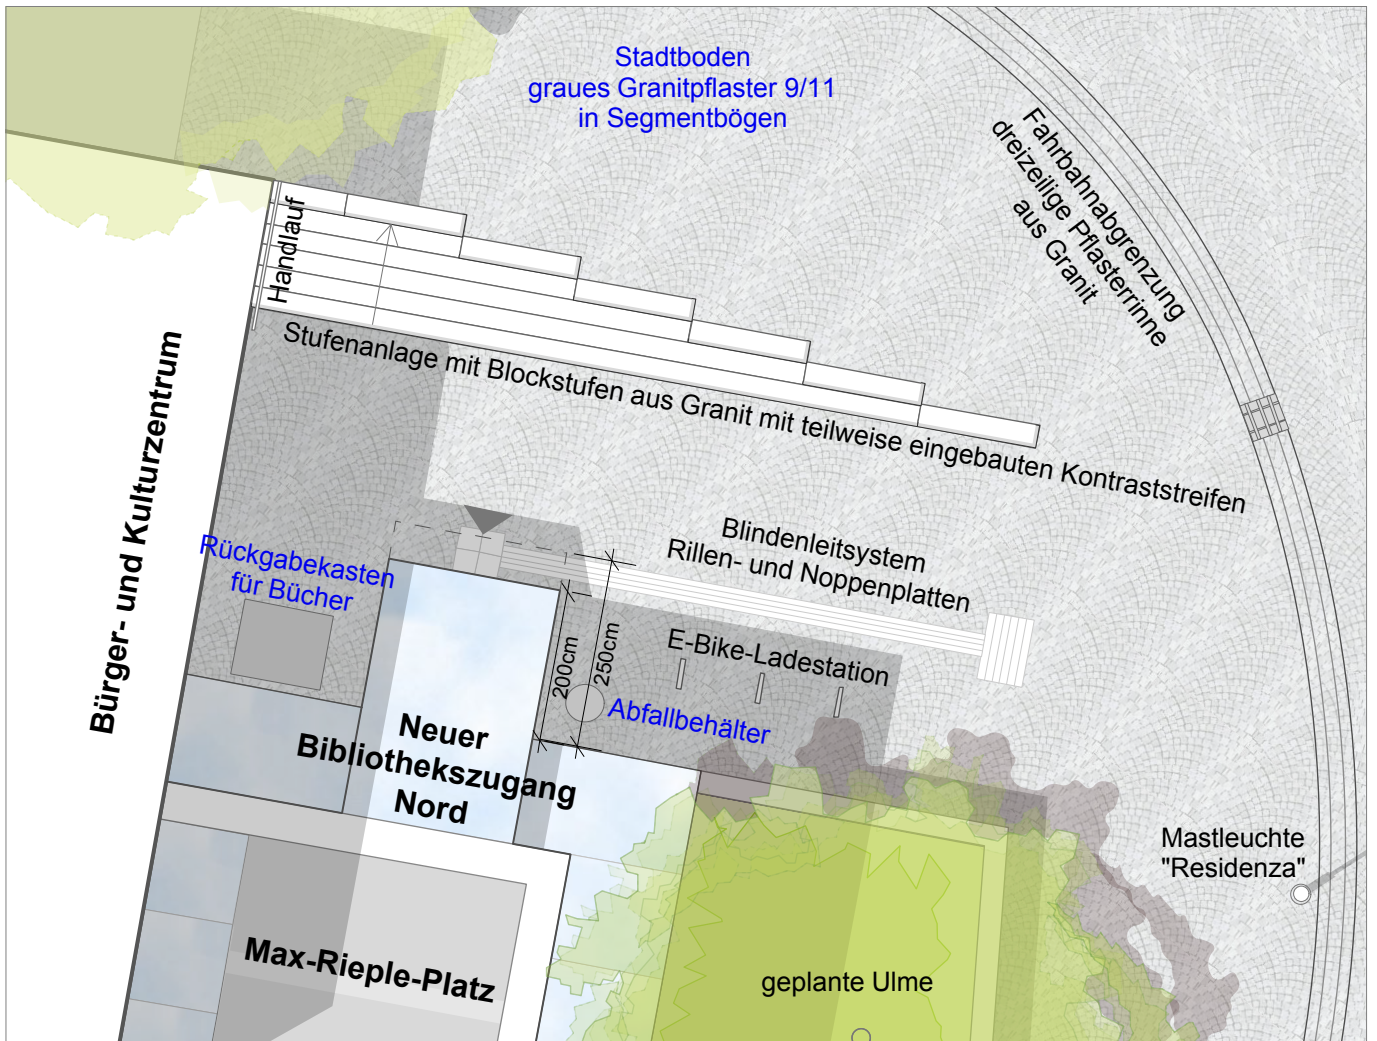 Stadtboden
graues Granitpflaster 9/11
in Segmentbögen
Fahrbahnabgrenzung
dreizeilige Pflasterrinne
aus Granit
Handlauf
Stufenanlage mit Blockstufen aus Granit mit teilweise eingebauten Kontraststreifen
Bürger- und Kulturzentrum
Blindenleitsystem
Rillen- und Noppenplatten
Rückgabekasten
für Bücher
E-Bike-Ladestation
200cm
250cm
Abfallbehälter
Neuer
Bibliothekszugang
Nord
Mastleuchte
"Residenza"
Max-Rieple-Platz
geplante Ulme